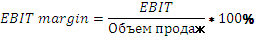 EBIT margin = EBIT / Объем продаж * 100%